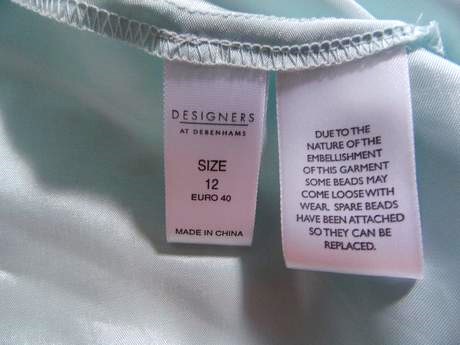 DESIGNERS
AT DEBENHAMS
SIZE
12
EURO 40
MADE IN CHINA
DUE TO THE
NATURE OF THE
EMBELLISHMENT
OF THIS GARMENT
SOME BEADS MAY
COME LOOSE WITH
WEAR. SPARE BEADS
HAVE BEEN ATTACHED
SO THEY CAN BE
REPLACED.